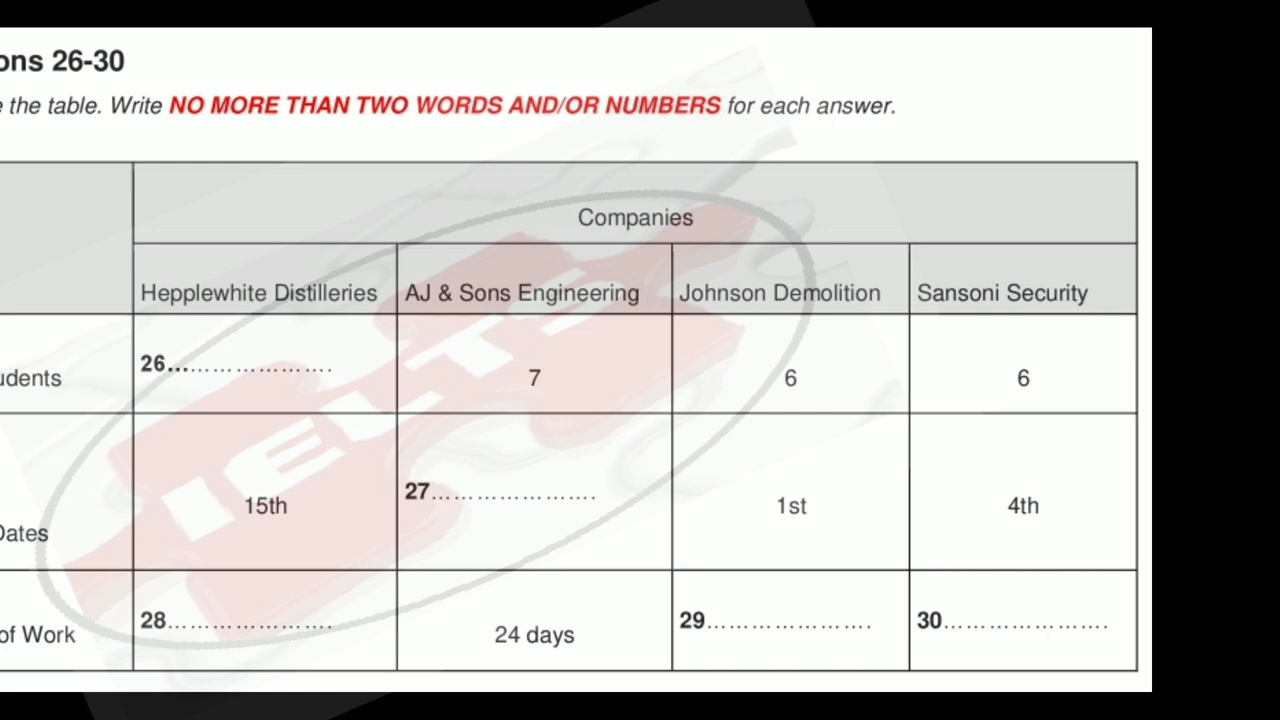 ons 26-30
e the table. Write NO MORE THAN TWO WORDS AND/OR NUMBERS for each answer.
Companies
Hepplewhite Distilleries AJ & Sons Engineering Johnson Demolition Sansoni Security
udents 26...………………. 7 6 6
Dates 15th 27…………………. 1st 4th
of Work 28…………………. 24 days 29…………………. 30………………….
IELTS